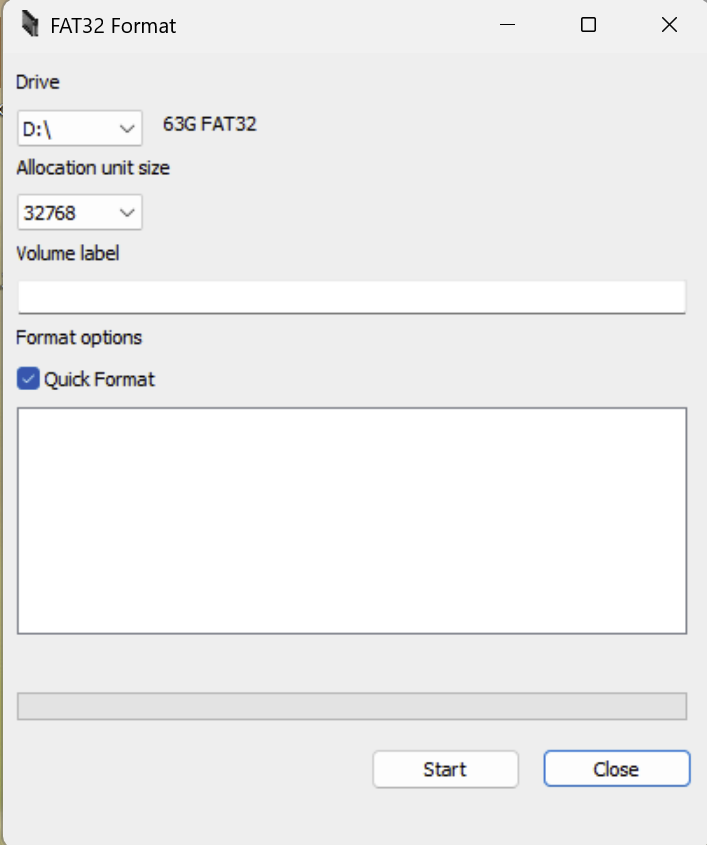 FAT32 Format
Drive
D:\ 63G FAT32
Allocation unit size
32768
Volume label
Format options
Quick Format
Start Close